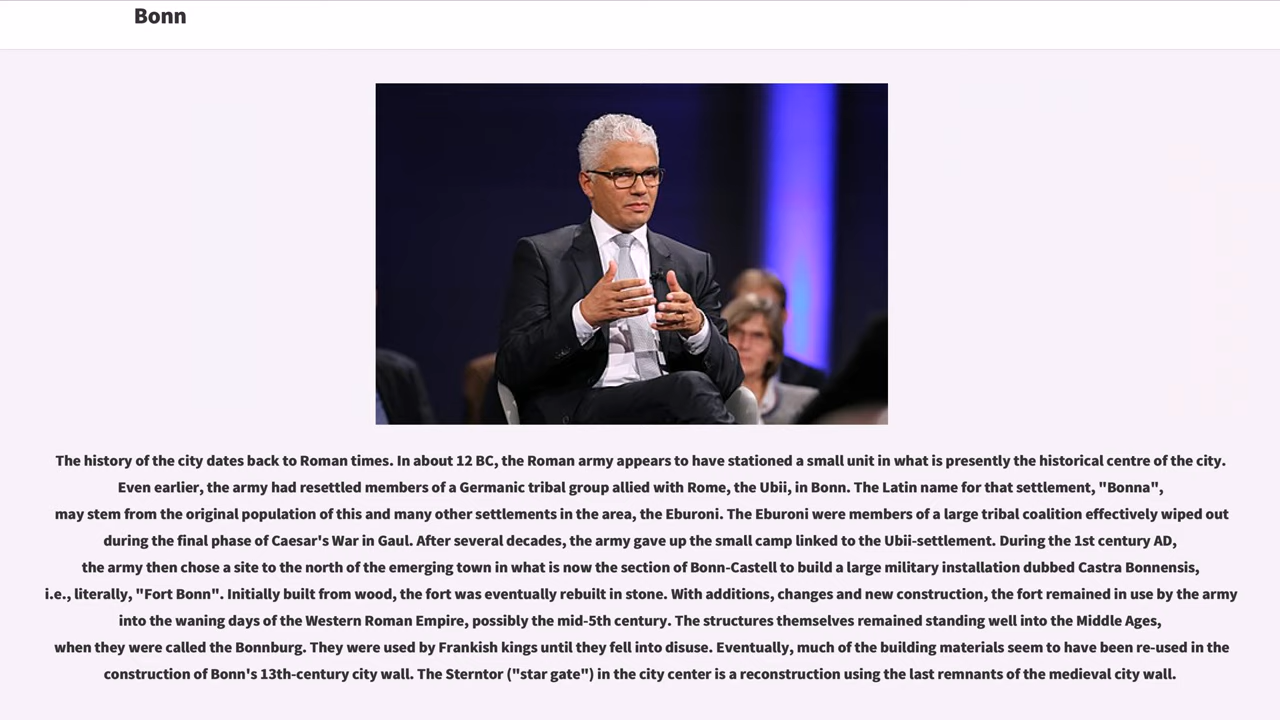 Bonn
The history of the city dates back to Roman times. In about 12 BC, the Roman army appears to have stationed a small unit in what is presently the historical centre of the city.
Even earlier, the army had resettled members of a Germanic tribal group allied with Rome, the Ubii, in Bonn. The Latin name for that settlement, "Bonna",
may stem from the original population of this and many other settlements in the area, the Eburoni. The Eburoni were members of a large tribal coalition effectively wiped out
during the final phase of Caesar's War in Gaul. After several decades, the army gave up the small camp linked to the Ubii-settlement. During the 1st century AD,
the army then chose a site to the north of the emerging town in what is now the section of Bonn-Castell to build a large military installation dubbed Castra Bonnensis,
i.e., literally, "Fort Bonn". Initially built from wood, the fort was eventually rebuilt in stone. With additions, changes and new construction, the fort remained in use by the army
into the waning days of the Western Roman Empire, possibly the mid-5th century. The structures themselves remained standing well into the Middle Ages,
when they were called the Bonnburg. They were used by Frankish kings until they fell into disuse. Eventually, much of the building materials seem to have been re-used in the
construction of Bonn's 13th-century city wall. The Sterntor ("star gate") in the city center is a reconstruction using the last remnants of the medieval city wall.